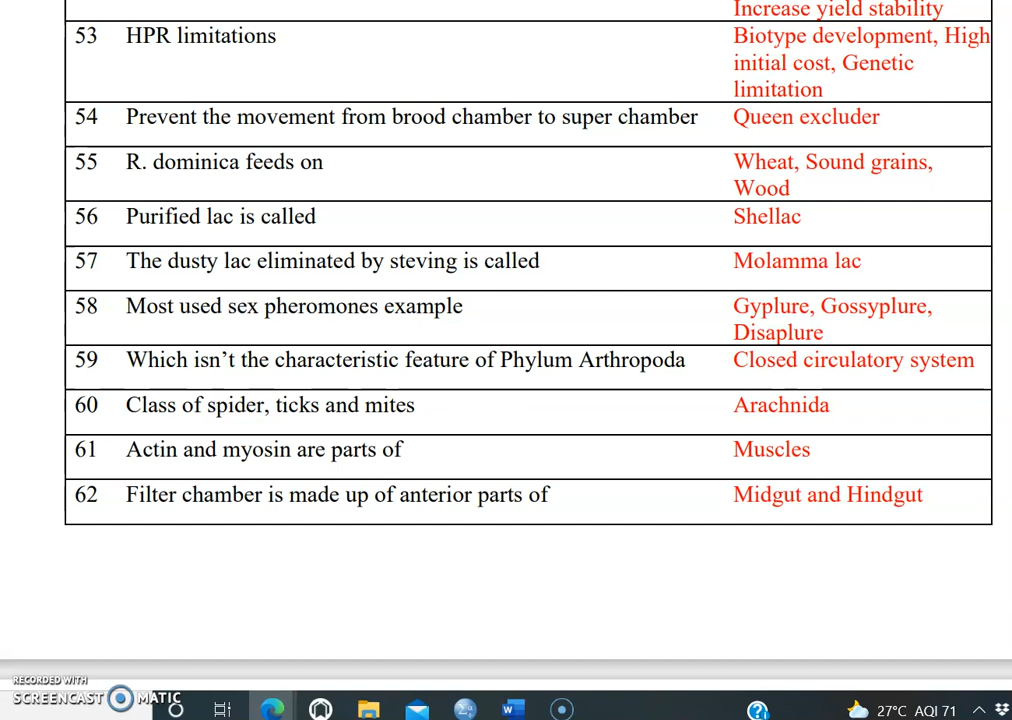 Increase yield stability
53 HPR limitations Biotype development, High
initial cost, Genetic
limitation
54 Prevent the movement from brood chamber to super chamber Queen excluder
55 R. dominica feeds on Wheat, Sound grains,
Wood
56 Purified lac is called Shellac
57 The dusty lac eliminated by steving is called Molamma lac
58 Most used sex pheromones example Gyplure, Gossyplure,
Disaplure
59 Which isn’t the characteristic feature of Phylum Arthropoda Closed circulatory system
60 Class of spider, ticks and mites Arachnida
61 Actin and myosin are parts of Muscles
62 Filter chamber is made up of anterior parts of Midgut and Hindgut
RECORDED WITH
SCREENCAST MATIC
27°C AQI 71